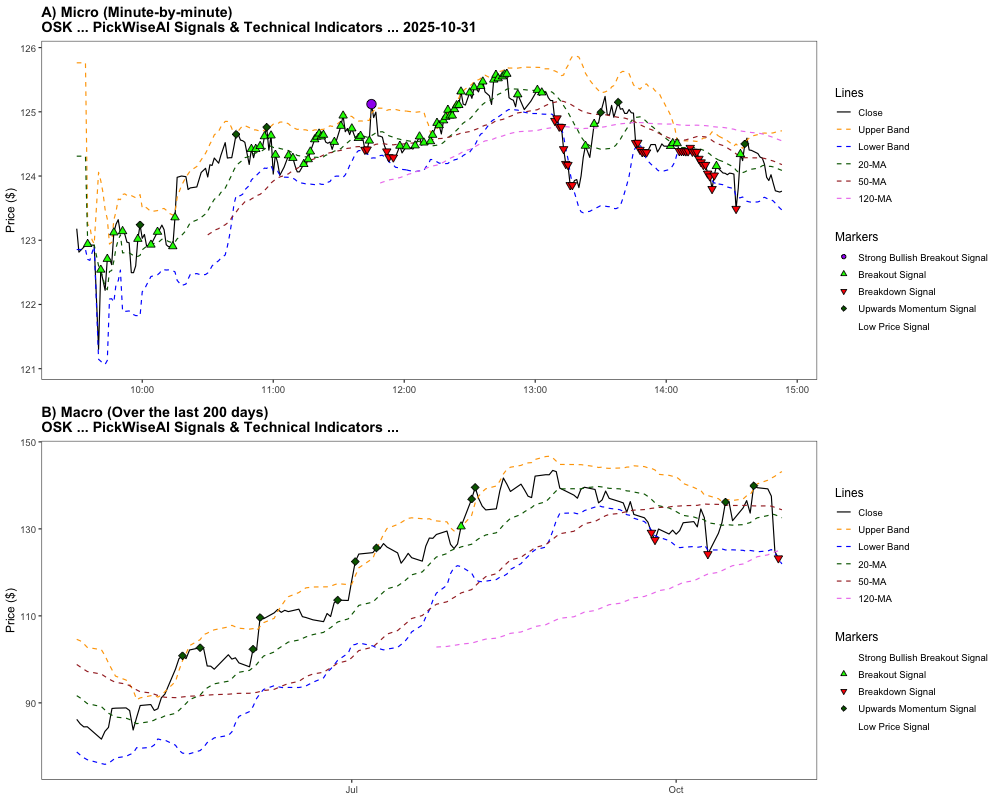 A) Micro (Minute-by-minute)
OSK ... PickWiseAI Signals & Technical Indicators ... 2025-10-31
Price ($)
126
125
124
123
122
121
10:00
11:00
12:00
13:00
14:00
15:00
Lines
Close
Upper Band
Lower Band
20-MA
50-MA
120-MA
Markers
Strong Bullish Breakout Signal
Breakout Signal
Breakdown Signal
Upwards Momentum Signal
Low Price Signal
B) Macro (Over the last 200 days)
OSK ... PickWiseAI Signals & Technical Indicators ...
Price ($)
150
130
110
90
Jul
Oct
Lines
Close
Upper Band
Lower Band
20-MA
50-MA
120-MA
Markers
Strong Bullish Breakout Signal
Breakout Signal
Breakdown Signal
Upwards Momentum Signal
Low Price Signal